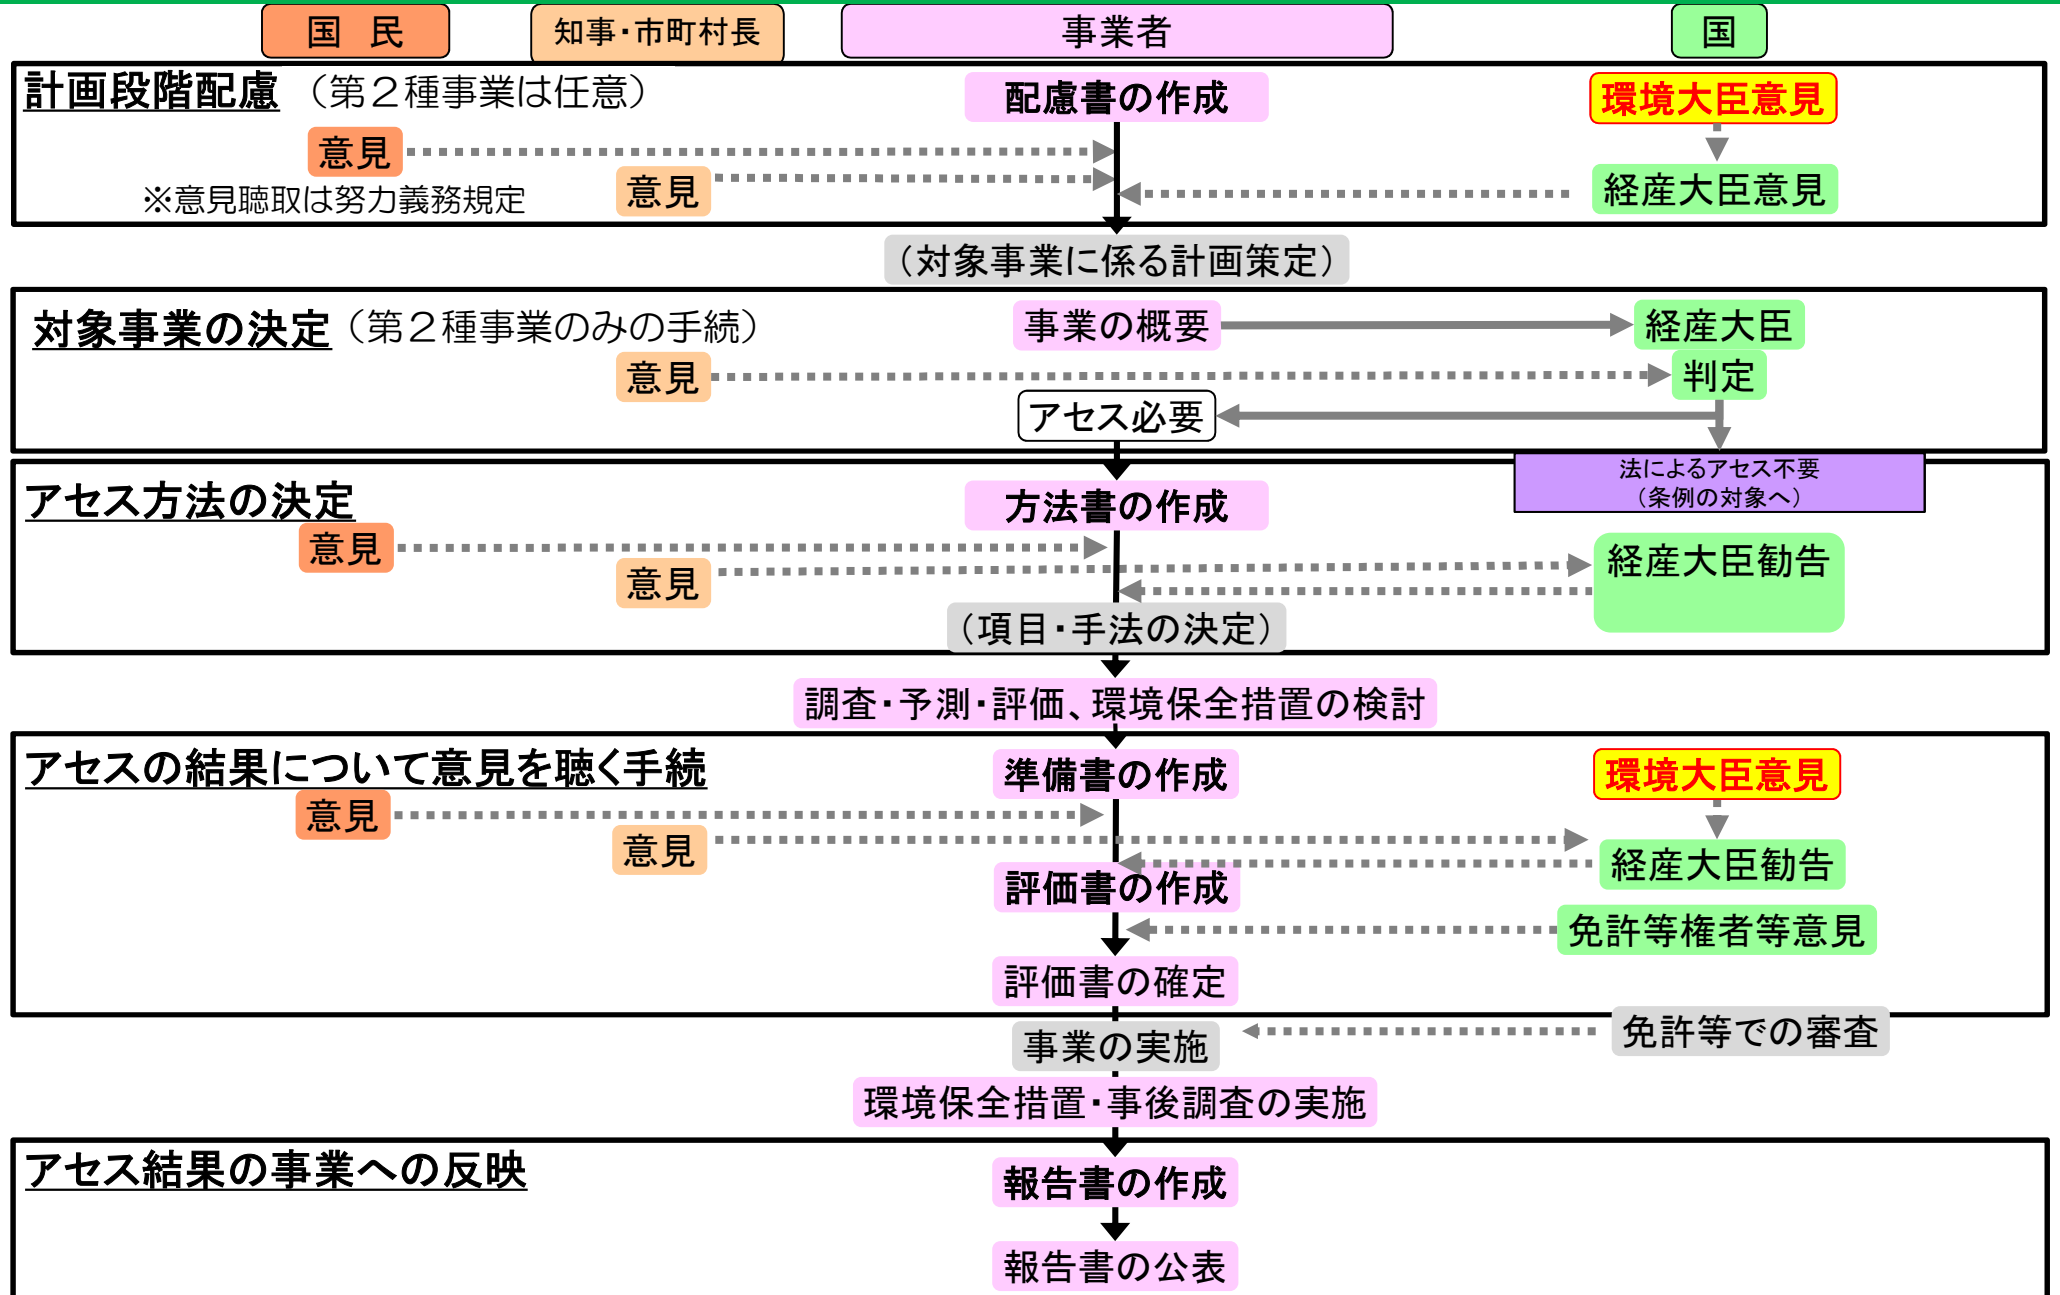 国　民
知事・市町村長
事業者
国
計画段階配慮　（第２種事業は任意）
配慮書の作成
環境大臣意見
意見
意見
経産大臣意見
※意見聴取は努力義務規定
（対象事業に係る計画策定）
対象事業の決定（第２種事業のみの手続）
事業の概要
経産大臣
意見
判定
アセス必要
法によるアセス不要
（条例の対象へ）
アセス方法の決定
方法書の作成
意見
意見
経産大臣勧告
（項目・手法の決定）
調査・予測・評価、環境保全措置の検討
アセスの結果について意見を聴く手続
準備書の作成
環境大臣意見
意見
意見
経産大臣勧告
評価書の作成
免許等権者等意見
評価書の確定
事業の実施
免許等での審査
環境保全措置・事後調査の実施
アセス結果の事業への反映
報告書の作成
報告書の公表